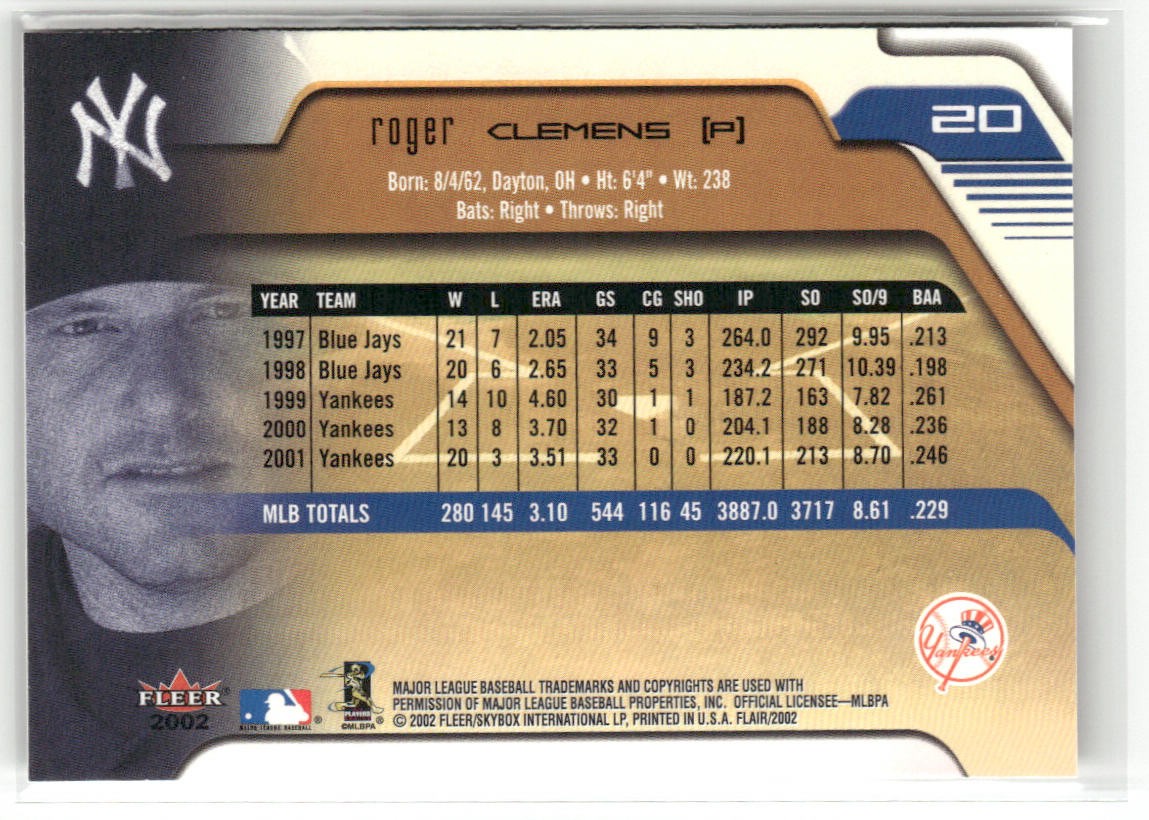 NY
20
roger CLEMENS [P]
Born: 8/4/62, Dayton, OH • Ht: 6'4" • Wt: 238
Bats: Right • Throws: Right
YEAR TEAM W L ERA GS CG SHO IP SO SO/9 BAA
1997 Blue Jays 21 7 2.05 34 9 3 264.0 292 9.95 .213
1998 Blue Jays 20 6 2.65 33 5 3 234.2 271 10.39 .198
1999 Yankees 14 10 4.60 30 1 1 187.2 163 7.82 .261
2000 Yankees 13 8 3.70 32 1 0 204.1 188 8.28 .236
2001 Yankees 20 3 3.51 33 0 0 220.1 213 8.70 .246
MLB TOTALS 280 145 3.10 544 116 45 3887.0 3717 8.61 .229
Yankees
FLEER®
2002
MAJOR LEAGUE BASEBALL ®
PLAYERS
©MLBPA
MAJOR LEAGUE BASEBALL TRADEMARKS AND COPYRIGHTS ARE USED WITH
PERMISSION OF MAJOR LEAGUE BASEBALL PROPERTIES, INC. OFFICIAL LICENSEE—MLBPA
© 2002 FLEER/SKYBOX INTERNATIONAL LP, PRINTED IN U.S.A. FLAIR/2002